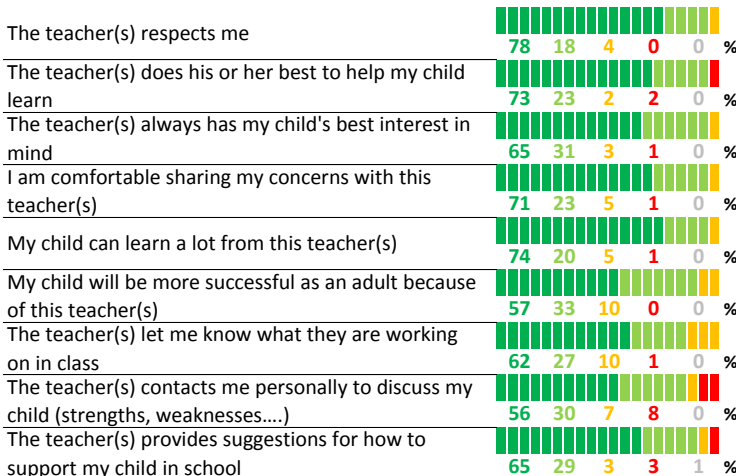 The teacher(s) respects me
78 18 4 0 0 %
The teacher(s) does his or her best to help my child
learn
73 23 2 2 0 %
The teacher(s) always has my child's best interest in
mind
65 31 3 1 0 %
I am comfortable sharing my concerns with this
teacher(s)
71 23 5 1 0 %
My child can learn a lot from this teacher(s)
74 20 5 1 0 %
My child will be more successful as an adult because
of this teacher(s)
57 33 10 0 0 %
The teacher(s) let me know what they are working
on in class
62 27 10 1 0 %
The teacher(s) contacts me personally to discuss my
child (strengths, weaknesses....)
56 30 7 8 0 %
The teacher(s) provides suggestions for how to
support my child in school
65 29 3 3 1 %